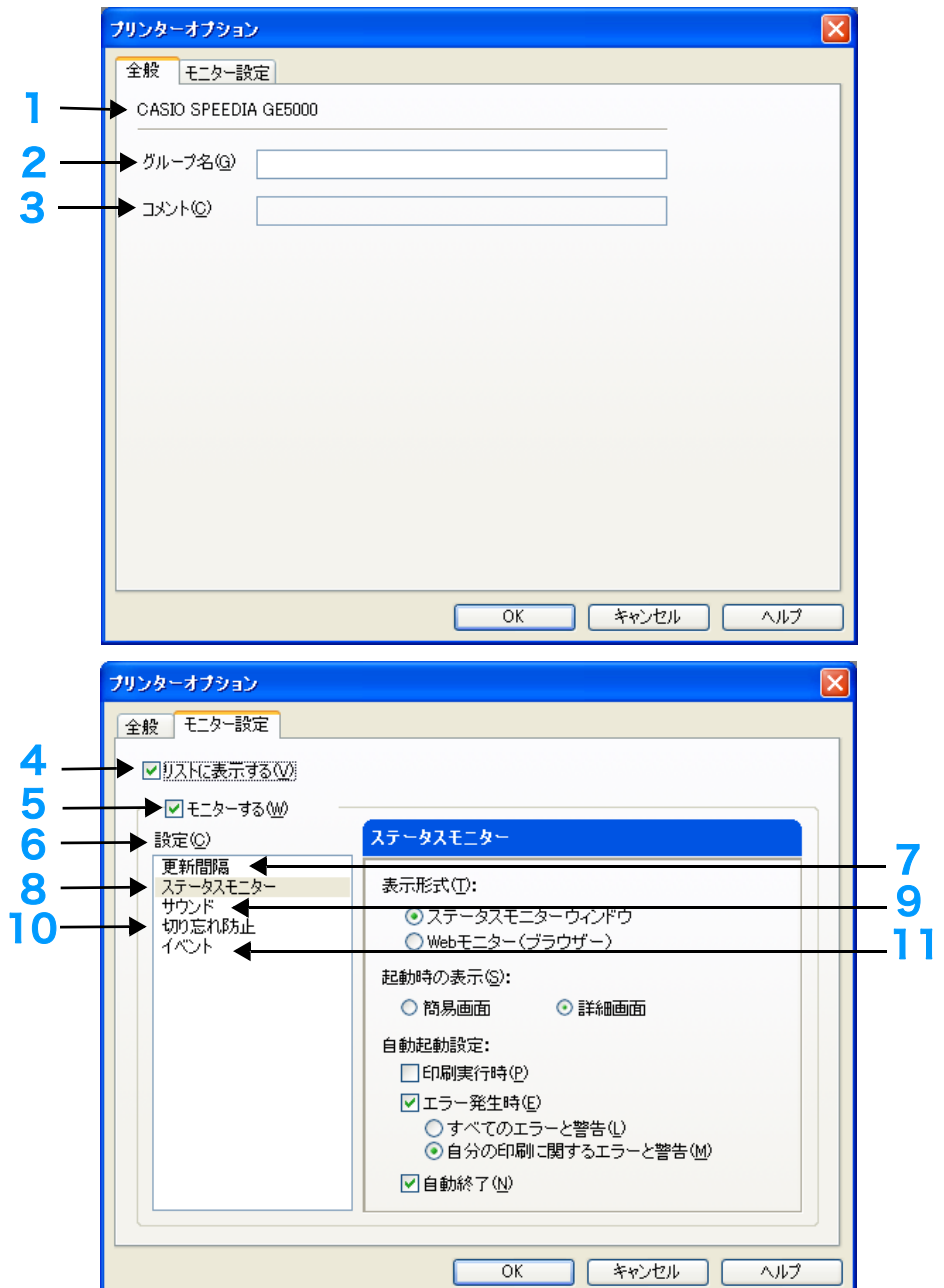 プリンターオプション
全般 モニター設定
1 CASIO SPEEDIA GE5000
2 グループ名(G)
3 コメント(C)
OK キャンセル ヘルプ
プリンターオプション
全般 モニター設定
4 リストに表示する(V)
5 モニターする(W)
6 設定(C) ステータスモニター
更新間隔 7
8 ステータスモニター 表示形式(T):
サウンド 9 ステータスモニターウィンドウ
10 切り忘れ防止
イベント 11 Webモニター(ブラウザー)
起動時の表示(S):
簡易画面 詳細画面
自動起動設定:
印刷実行時(P)
エラー発生時(E)
すべてのエラーと警告(L)
自分の印刷に関するエラーと警告(M)
自動終了(N)
OK キャンセル ヘルプ